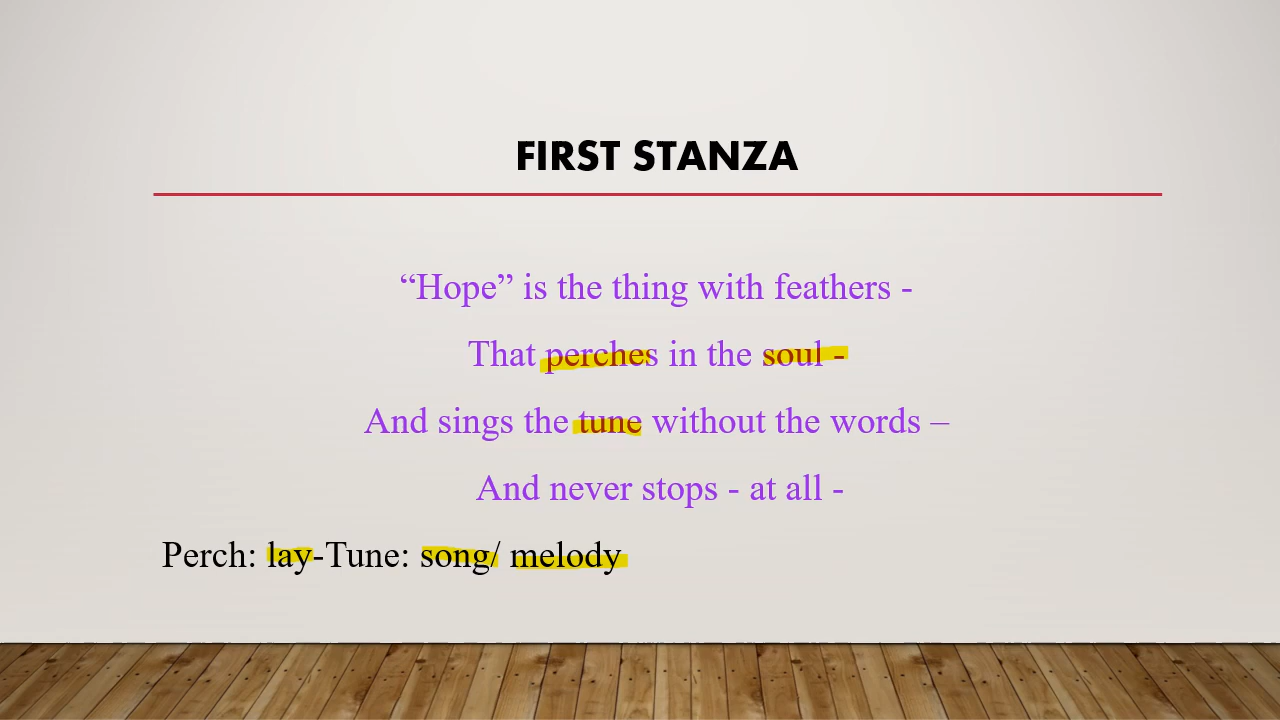 FIRST STANZA
“Hope” is the thing with feathers -
That perches in the soul -
And sings the tune without the words –
And never stops - at all -
Perch: lay-Tune: song/ melody